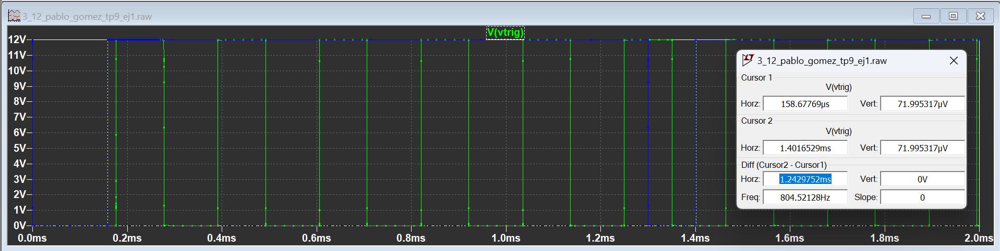 3_12_pablo_gomez_tp9_ej1.raw
V(vtrig)
12V
11V
10V
9V
8V
7V
6V
5V
4V
3V
2V
1V
0V
0.0ms 0.2ms 0.4ms 0.6ms 0.8ms 1.0ms 1.2ms 1.4ms 1.6ms 1.8ms 2.0ms
3_12_pablo_gomez_tp9_ej1.raw
Cursor 1
V(vtrig)
Horz: 158.67769µs Vert: 71.995317µV
Cursor 2
V(vtrig)
Horz: 1.4016529ms Vert: 71.995317µV
Diff (Cursor2 - Cursor1)
Horz: 1.2429752ms Vert: 0V
Freq: 804.52128Hz Slope: 0